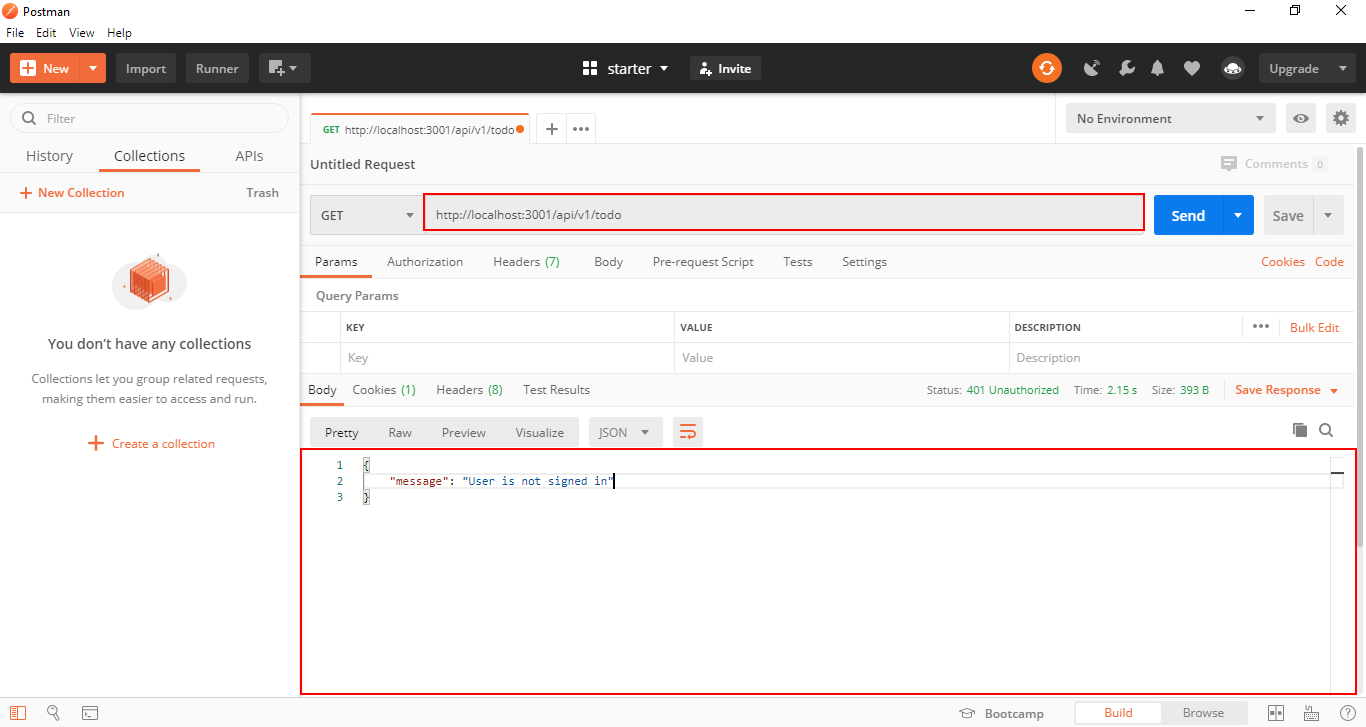 Postman
File Edit View Help
New Import Runner starter Invite Upgrade
Filter
History Collections APIs
New Collection Trash
You don't have any collections
Collections let you group related requests,
making them easier to access and run.
Create a collection
GET http://localhost:3001/api/v1/todo
No Environment
Untitled Request Comments 0
GET http://localhost:3001/api/v1/todo Send Save
Params Authorization Headers (7) Body Pre-request Script Tests Settings Cookies Code
Query Params
KEY VALUE DESCRIPTION Bulk Edit
Key Value Description
Body Cookies (1) Headers (8) Test Results Status: 401 Unauthorized Time: 2.15 s Size: 393 B Save Response
Pretty Raw Preview Visualize JSON
1 {
2 "message": "User is not signed in"
3 }
Bootcamp Build Browse